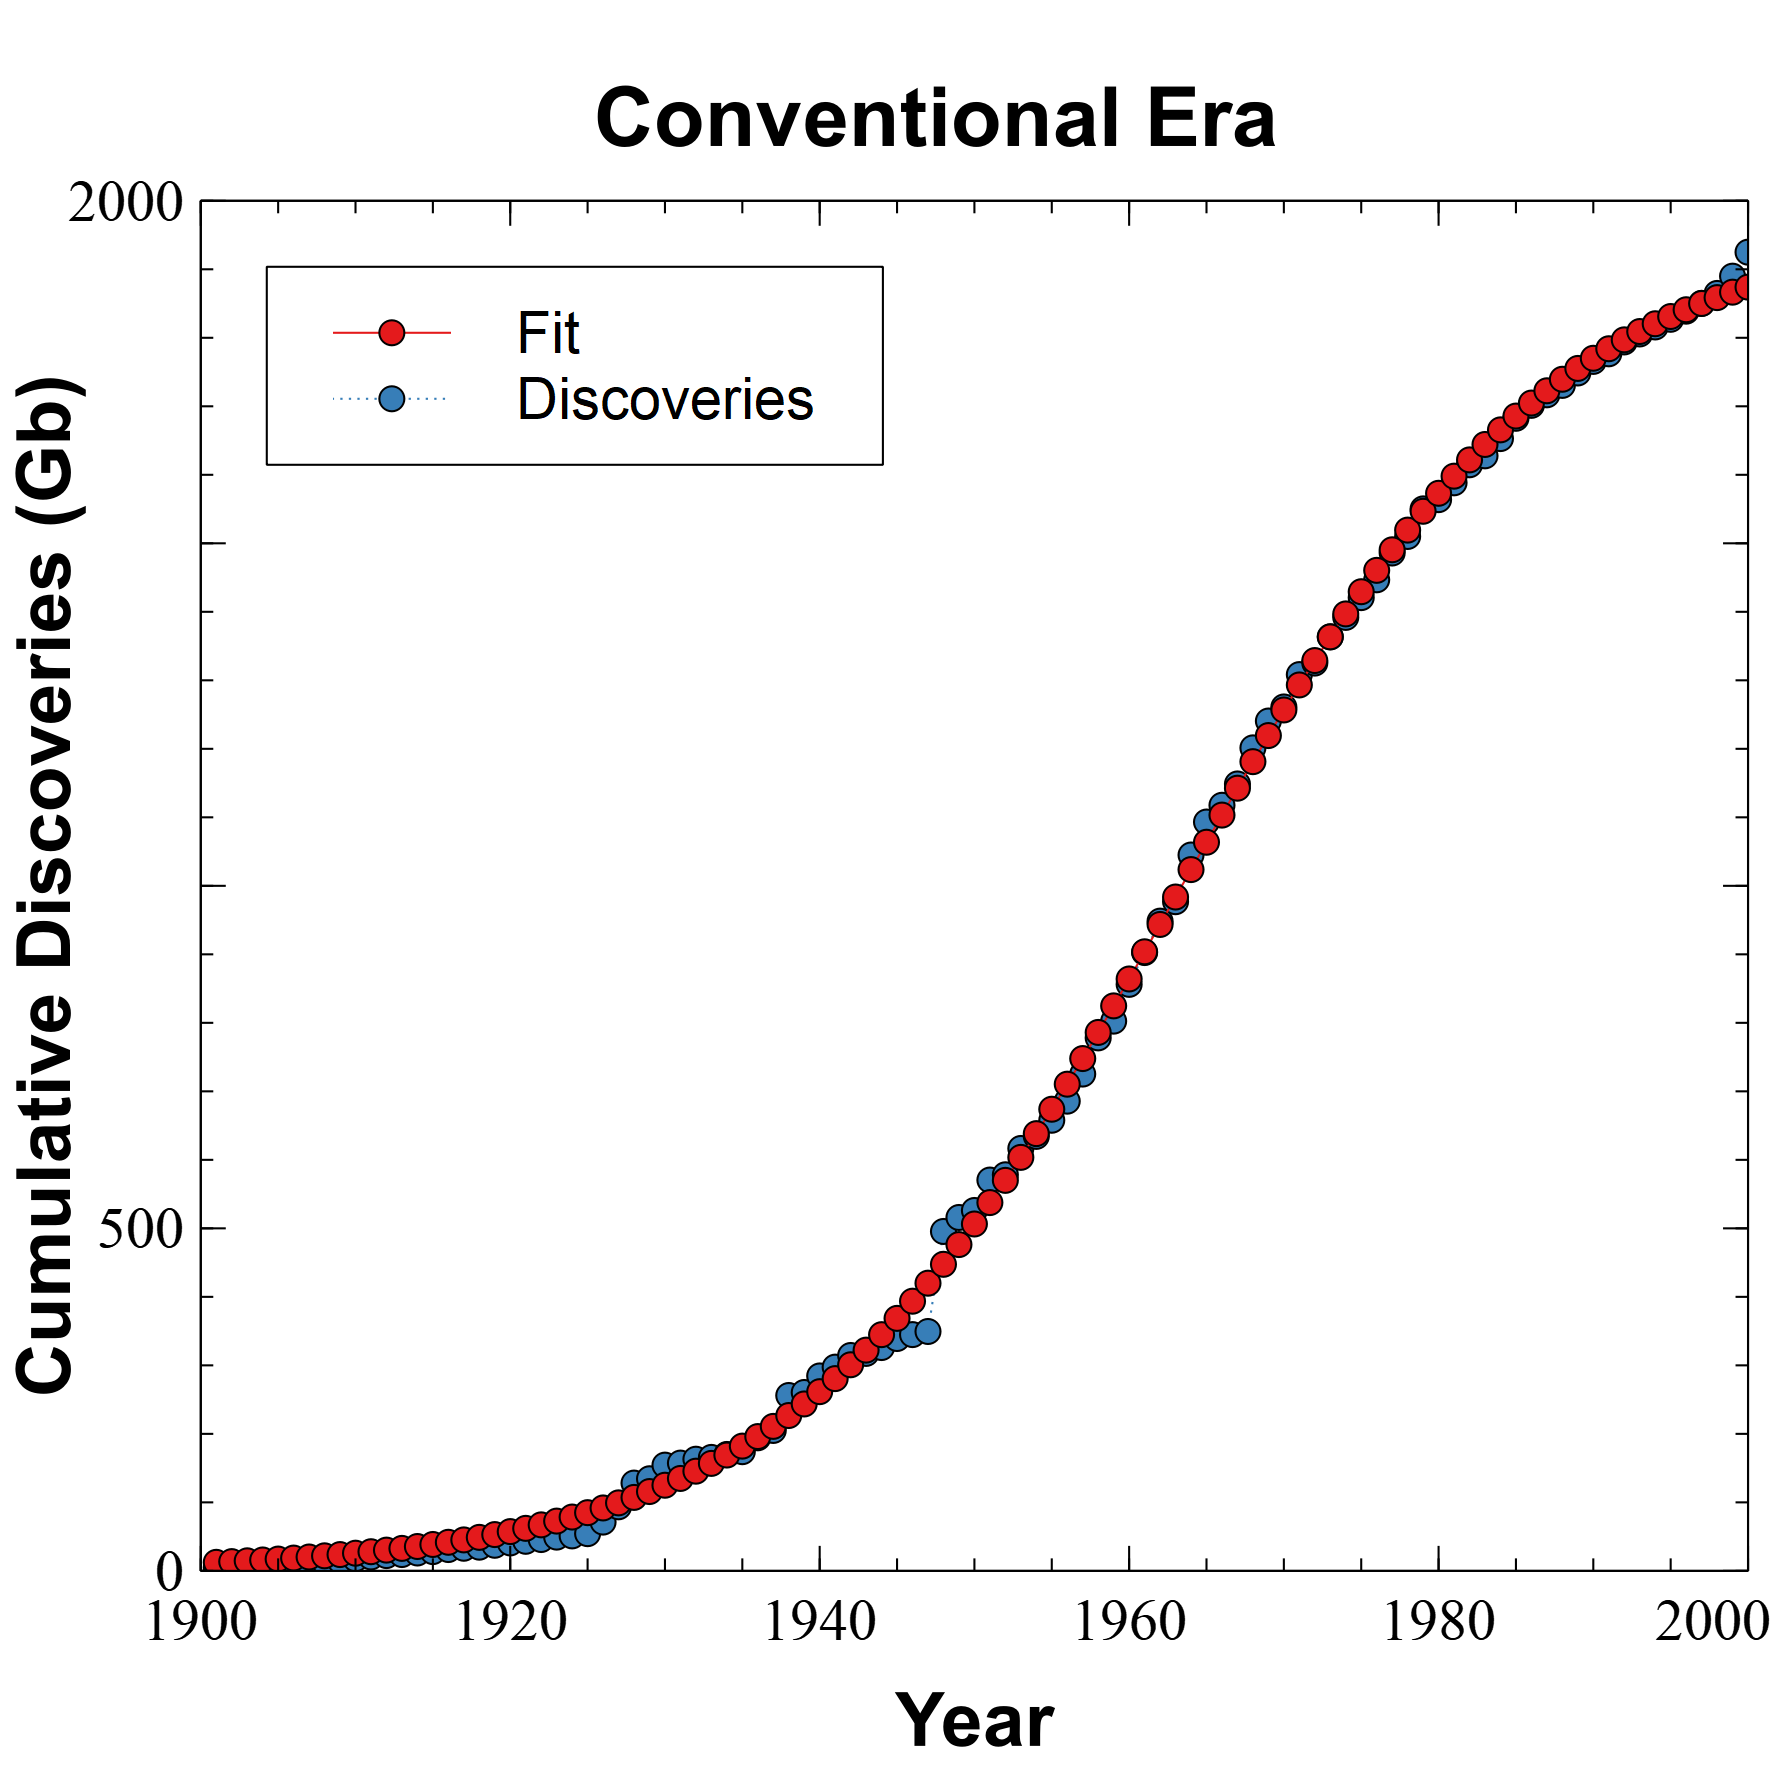 Conventional Era
2000
Fit
Discoveries
Cumulative Discoveries (Gb)
500
0
1900 1920 1940 1960 1980 2000
Year